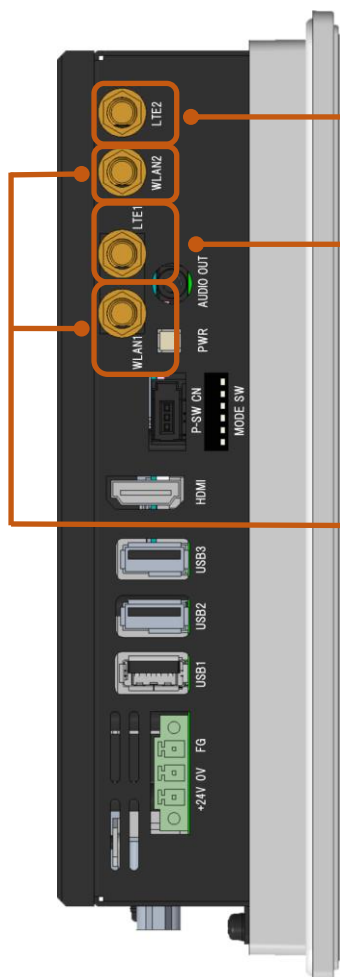 LTE2
WLAN2
LTE1
AUDIO OUT
WLAN1
PWR
P-SW CN
MODE SW
HDMI
USB3
USB2
USB1
+24V 0V FG